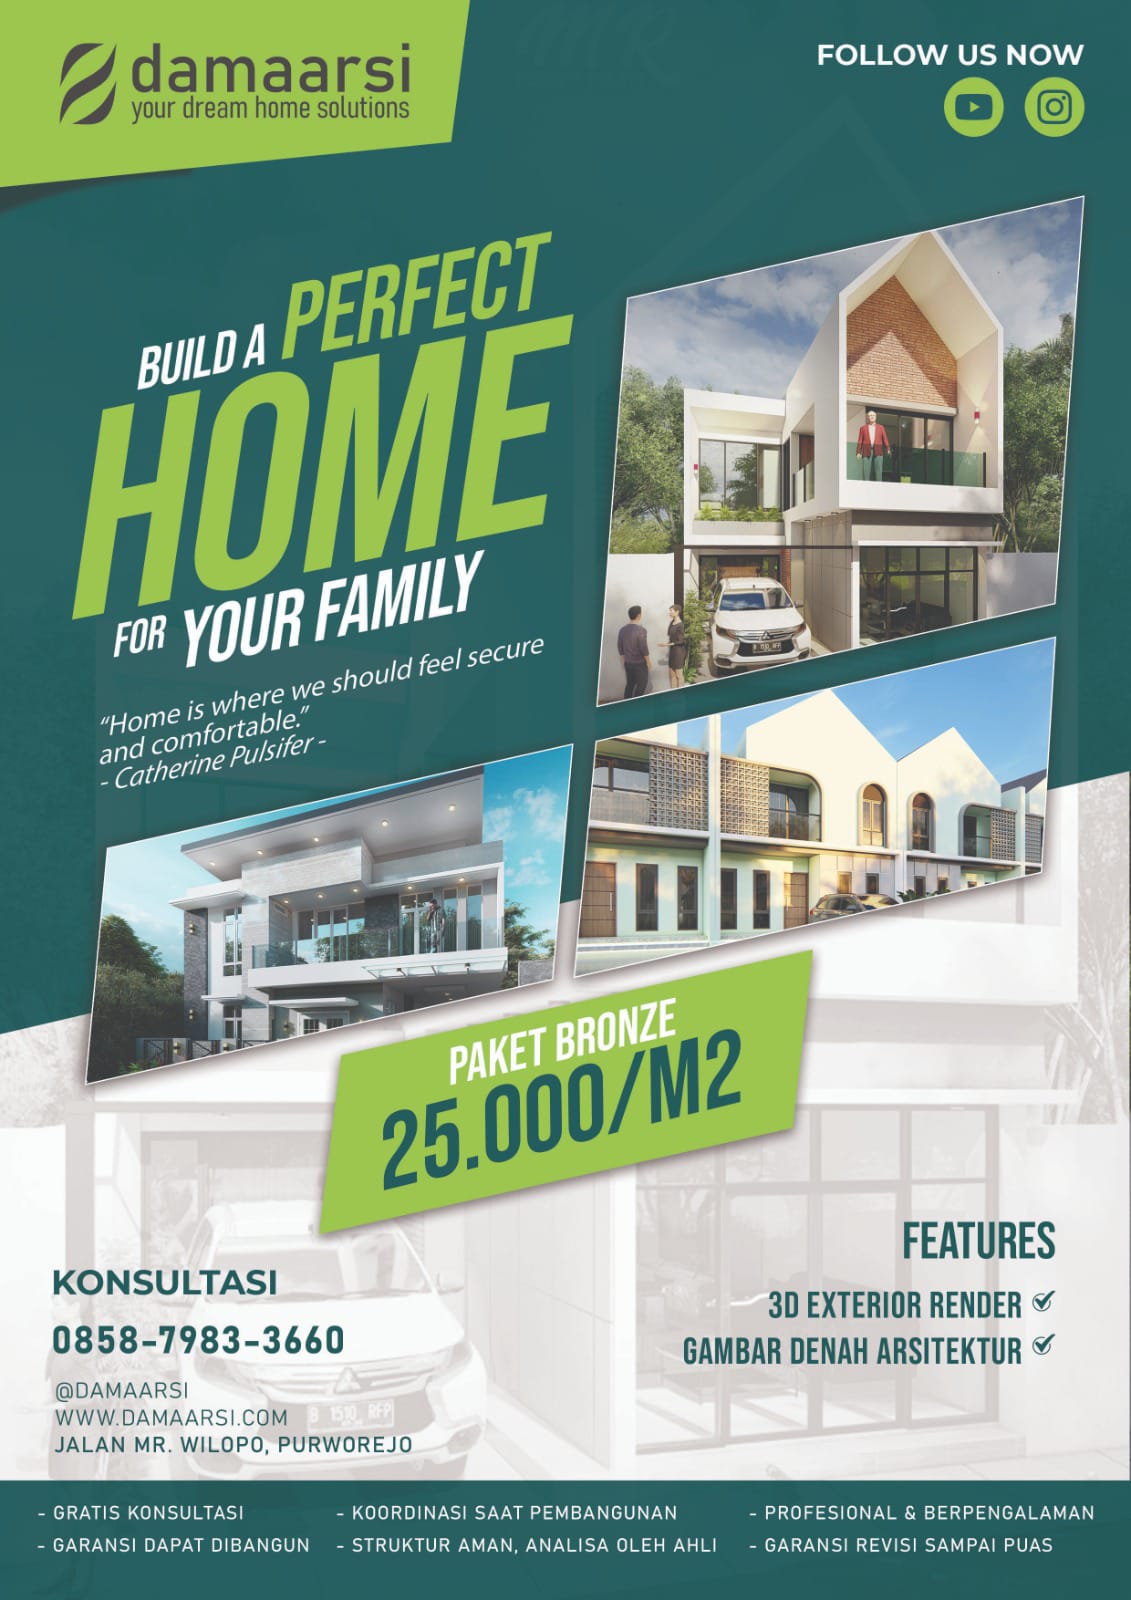 damaarsi
your dream home solutions
FOLLOW US NOW
BUILD A PERFECT
HOME
FOR YOUR FAMILY
“Home is where we should feel secure
and comfortable.”
- Catherine Pulsifer -
PAKET BRONZE
25.000/M2
FEATURES
3D EXTERIOR RENDER
GAMBAR DENAH ARSITEKTUR
KONSULTASI
0858-7983-3660
@DAMAARSI
WWW.DAMAARSI.COM
JALAN MR. WILOPO, PURWOREJO
B 1510 RFP
- GRATIS KONSULTASI
- GARANSI DAPAT DIBANGUN
- KOORDINASI SAAT PEMBANGUNAN
- STRUKTUR AMAN, ANALISA OLEH AHLI
- PROFESIONAL & BERPENGALAMAN
- GARANSI REVISI SAMPAI PUAS